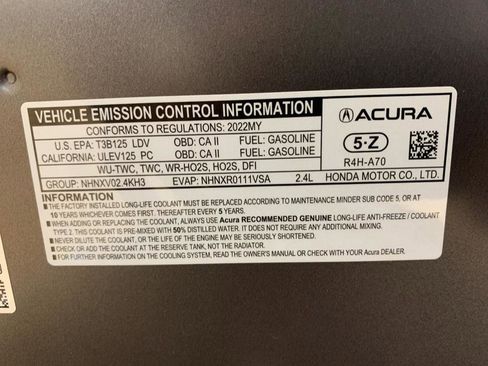 VEHICLE EMISSION CONTROL INFORMATION
CONFORMS TO REGULATIONS: 2022MY
U.S. EPA: T3B125 LDV OBD: CA II FUEL: GASOLINE
CALIFORNIA: ULEV125 PC OBD: CA II FUEL: GASOLINE
WU-TWC, TWC, WR-HO2S, HO2S, DFI
GROUP: NHNXV02.4KH3 EVAP: NHNXR0111VSA 2.4L
ACURA
5·Z
R4H-A70
HONDA MOTOR CO., LTD.
INFORMATION
■ THE FACTORY INSTALLED LONG-LIFE COOLANT MUST BE REPLACED ACCORDING TO MAINTENANCE MINDER SUB CODE 5, OR AT
10 YEARS WHICHEVER COMES FIRST. THEREAFTER EVERY 5 YEARS.
■ WHEN ADDING OR REPLACING THE COOLANT, ALWAYS USE Acura RECOMMENDED GENUINE LONG-LIFE ANTI-FREEZE / COOLANT
TYPE 2. THIS COOLANT IS PRE-MIXED WITH 50% DISTILLED WATER. IT DOES NOT REQUIRE ANY ADDITIONAL MIXING.
■ NEVER USE ONLY WATER, OR THE LIFE OF THE ENGINE MAY BE SERIOUSLY SHORTENED.
■ CHECK OR ADD THE COOLANT AT THE RESERVE TANK, NOT THE RADIATOR.
■ FOR FURTHER INFORMATION ON THE COOLING SYSTEM, READ THE OWNER'S MANUAL OR CHECK WITH YOUR Acura DEALER.